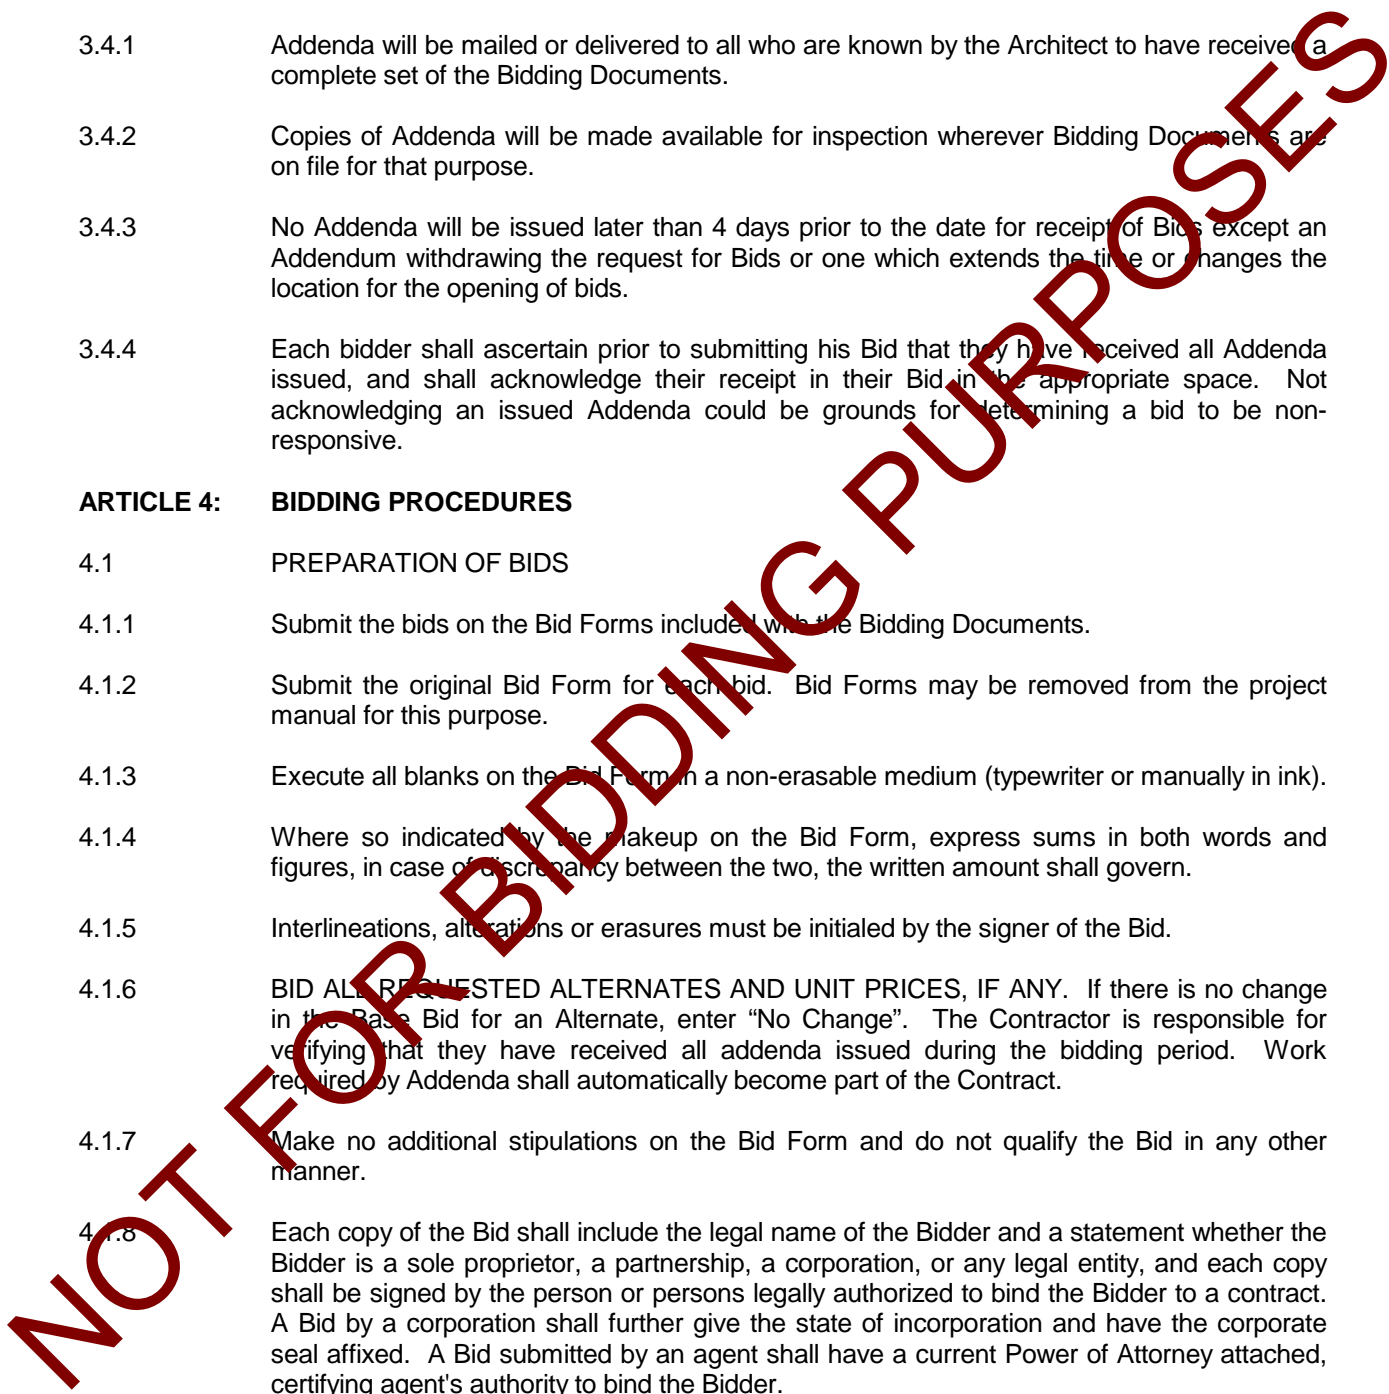 3.4.1 Addenda will be mailed or delivered to all who are known by the Architect to have received a
complete set of the Bidding Documents.
3.4.2 Copies of Addenda will be made available for inspection wherever Bidding Documents are
on file for that purpose.
3.4.3 No Addenda will be issued later than 4 days prior to the date for receipt of Bids except an
Addendum withdrawing the request for Bids or one which extends the time or changes the
location for the opening of bids.
3.4.4 Each bidder shall ascertain prior to submitting his Bid that they have received all Addenda
issued, and shall acknowledge their receipt in their Bid in the appropriate space. Not
acknowledging an issued Addenda could be grounds for determining a bid to be non-
responsive.
ARTICLE 4: BIDDING PROCEDURES
4.1 PREPARATION OF BIDS
4.1.1 Submit the bids on the Bid Forms included with the Bidding Documents.
4.1.2 Submit the original Bid Form for each bid. Bid Forms may be removed from the project
manual for this purpose.
4.1.3 Execute all blanks on the Bid Form in a non-erasable medium (typewriter or manually in ink).
4.1.4 Where so indicated by the makeup on the Bid Form, express sums in both words and
figures, in case of discrepancy between the two, the written amount shall govern.
4.1.5 Interlineations, alterations or erasures must be initialed by the signer of the Bid.
4.1.6 BID ALL REQUESTED ALTERNATES AND UNIT PRICES, IF ANY. If there is no change
in the Base Bid for an Alternate, enter “No Change”. The Contractor is responsible for
verifying that they have received all addenda issued during the bidding period. Work
required by Addenda shall automatically become part of the Contract.
4.1.7 Make no additional stipulations on the Bid Form and do not qualify the Bid in any other
manner.
4.1.8 Each copy of the Bid shall include the legal name of the Bidder and a statement whether the
Bidder is a sole proprietor, a partnership, a corporation, or any legal entity, and each copy
shall be signed by the person or persons legally authorized to bind the Bidder to a contract.
A Bid by a corporation shall further give the state of incorporation and have the corporate
seal affixed. A Bid submitted by an agent shall have a current Power of Attorney attached,
certifying agent's authority to bind the Bidder.
NOT FOR BIDDING PURPOSES